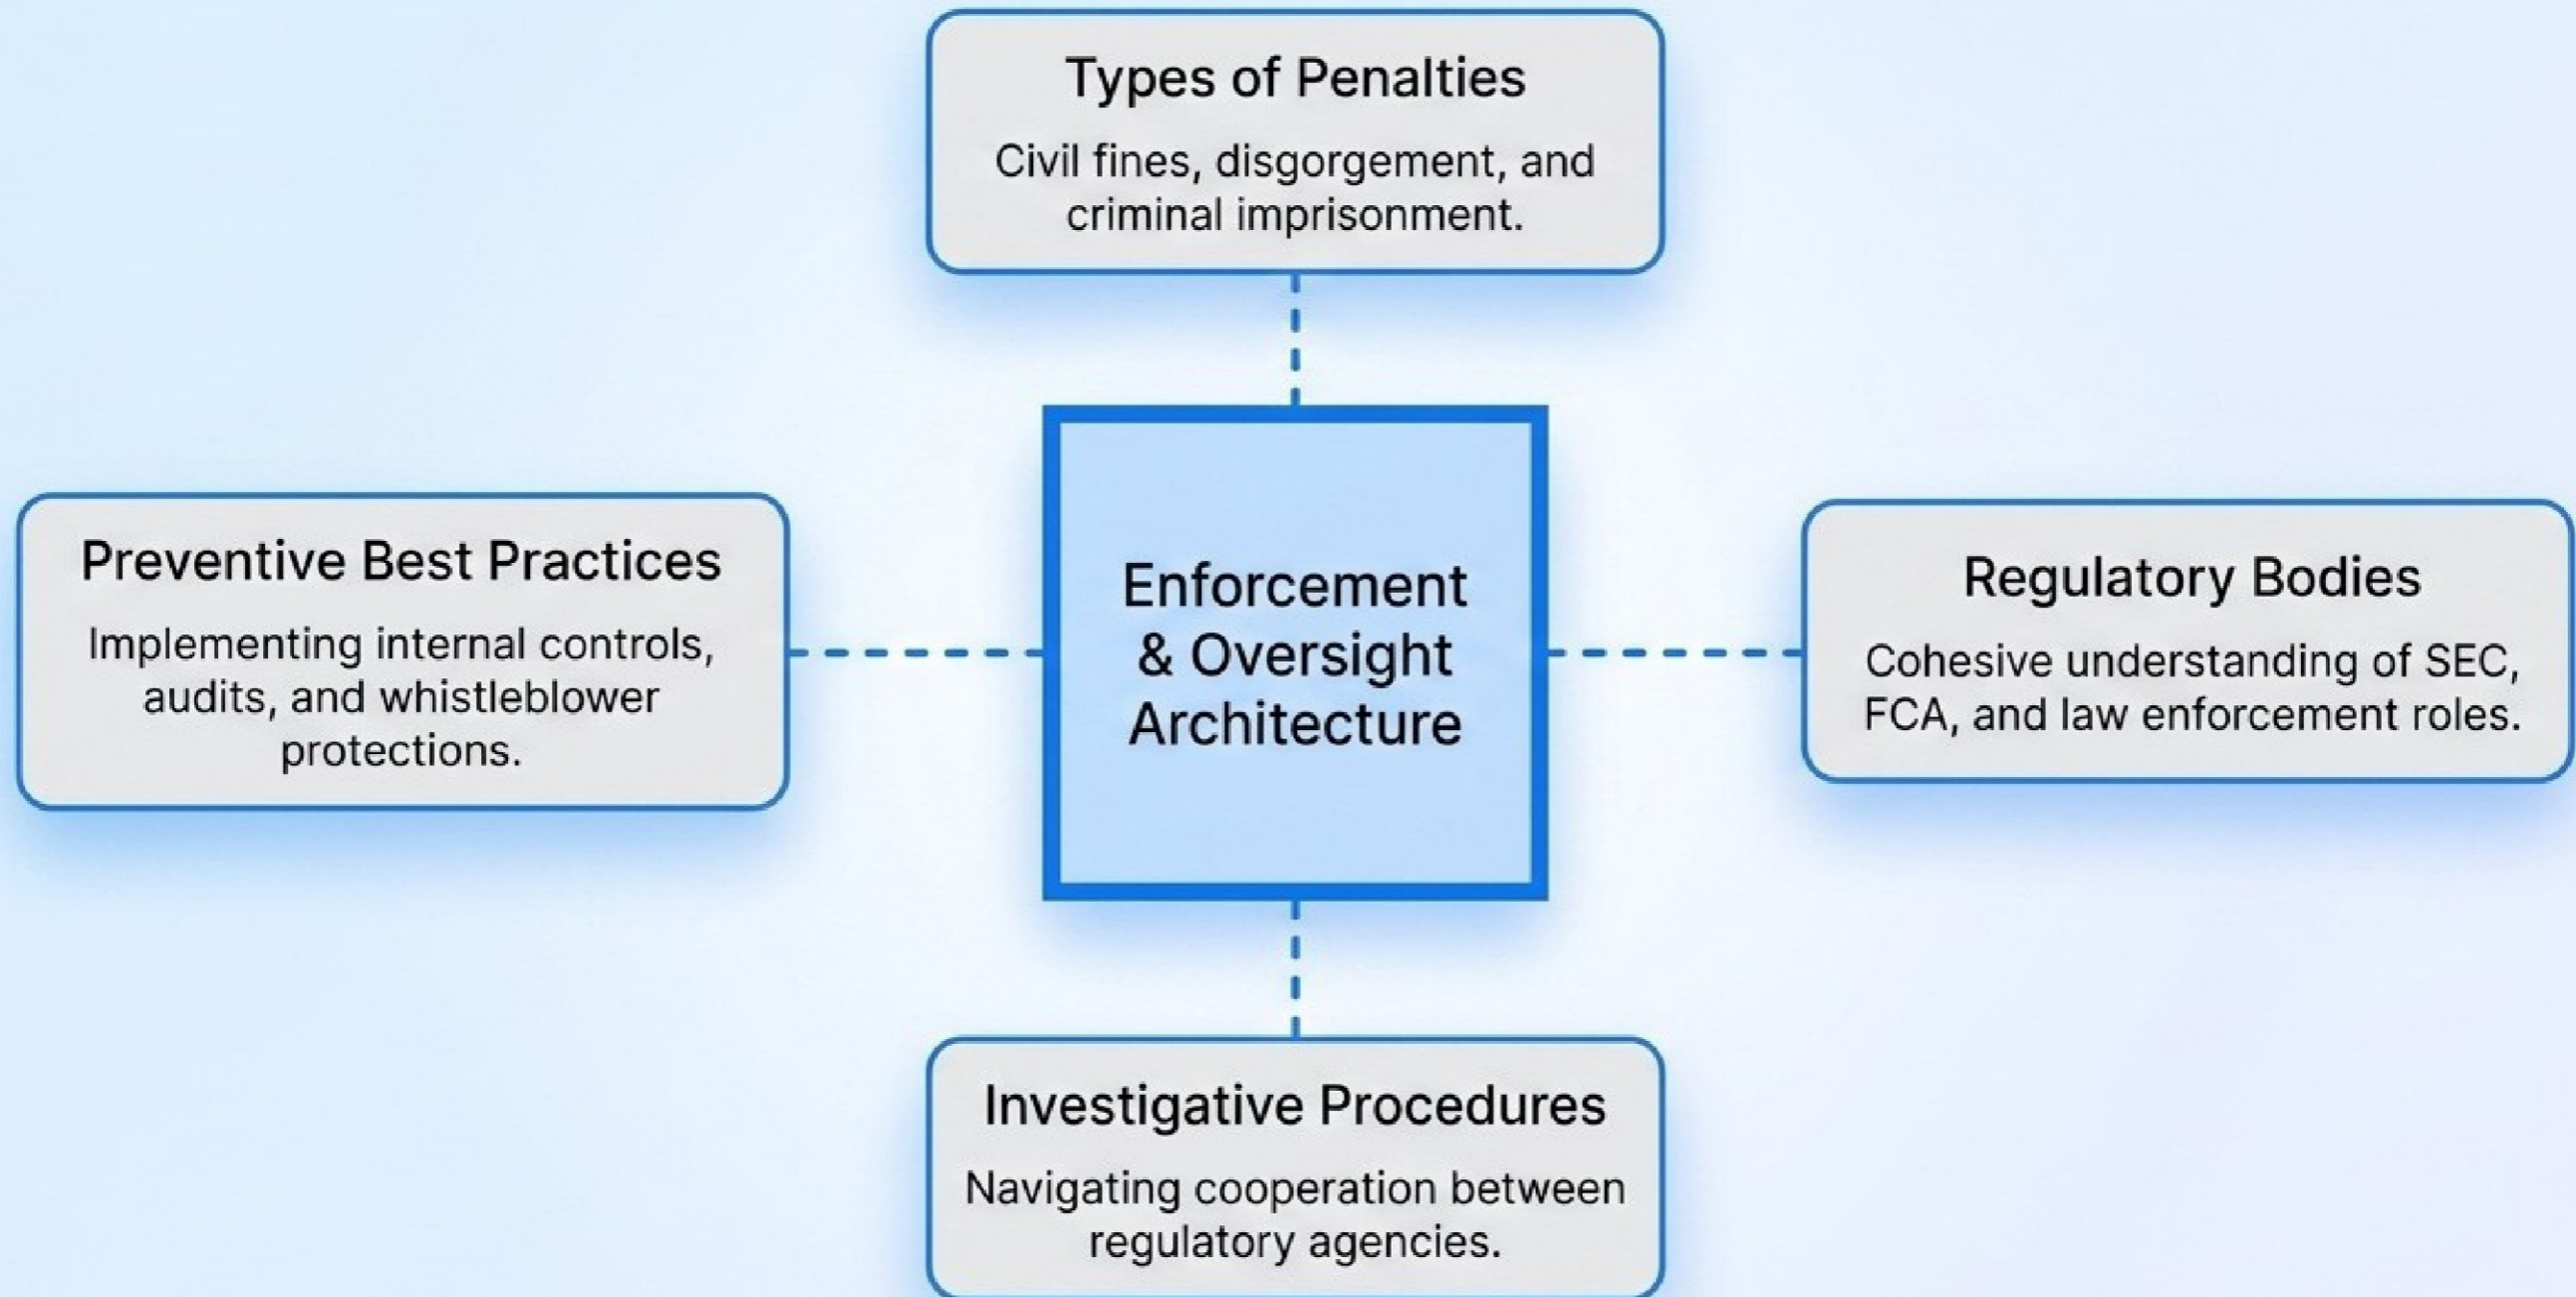 Types of Penalties
Civil fines, disgorgement, and
criminal imprisonment.
Preventive Best Practices
Implementing internal controls,
audits, and whistleblower
protections.
Enforcement
& Oversight
Architecture
Regulatory Bodies
Cohesive understanding of SEC,
FCA, and law enforcement roles.
Investigative Procedures
Navigating cooperation between
regulatory agencies.